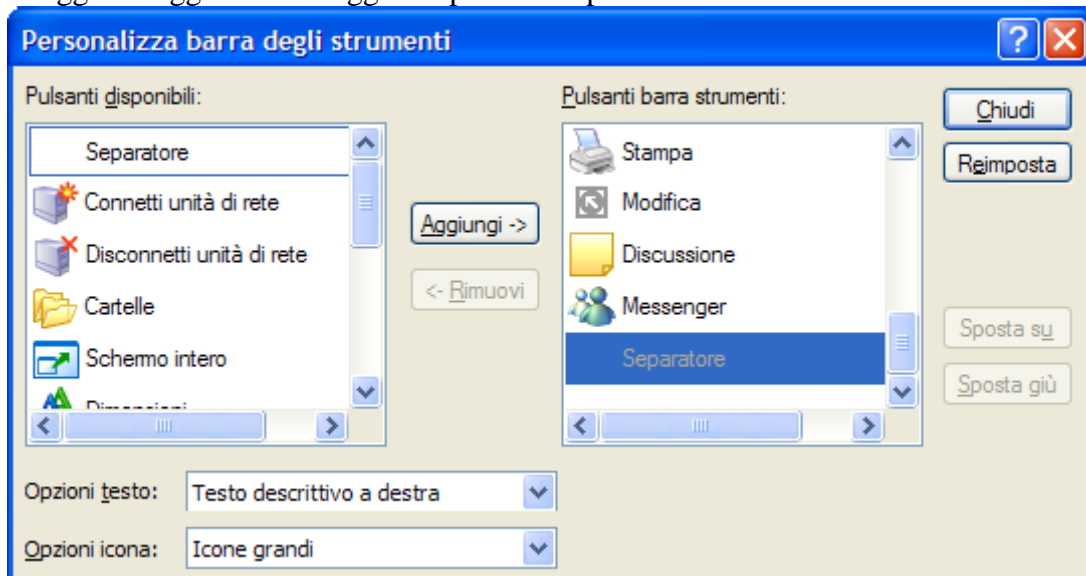 Personalizza barra degli strumenti
Pulsanti disponibili:
Separatore
Connetti unità di rete
Disconnetti unità di rete
Cartelle
Schermo intero
Dimensioni
Aggiungi ->
<- Rimuovi
Pulsanti barra strumenti:
Stampa
Modifica
Discussione
Messenger
Separatore
Chiudi
Reimposta
Sposta su
Sposta giù
Opzioni testo: Testo descrittivo a destra
Opzioni icona: Icone grandi